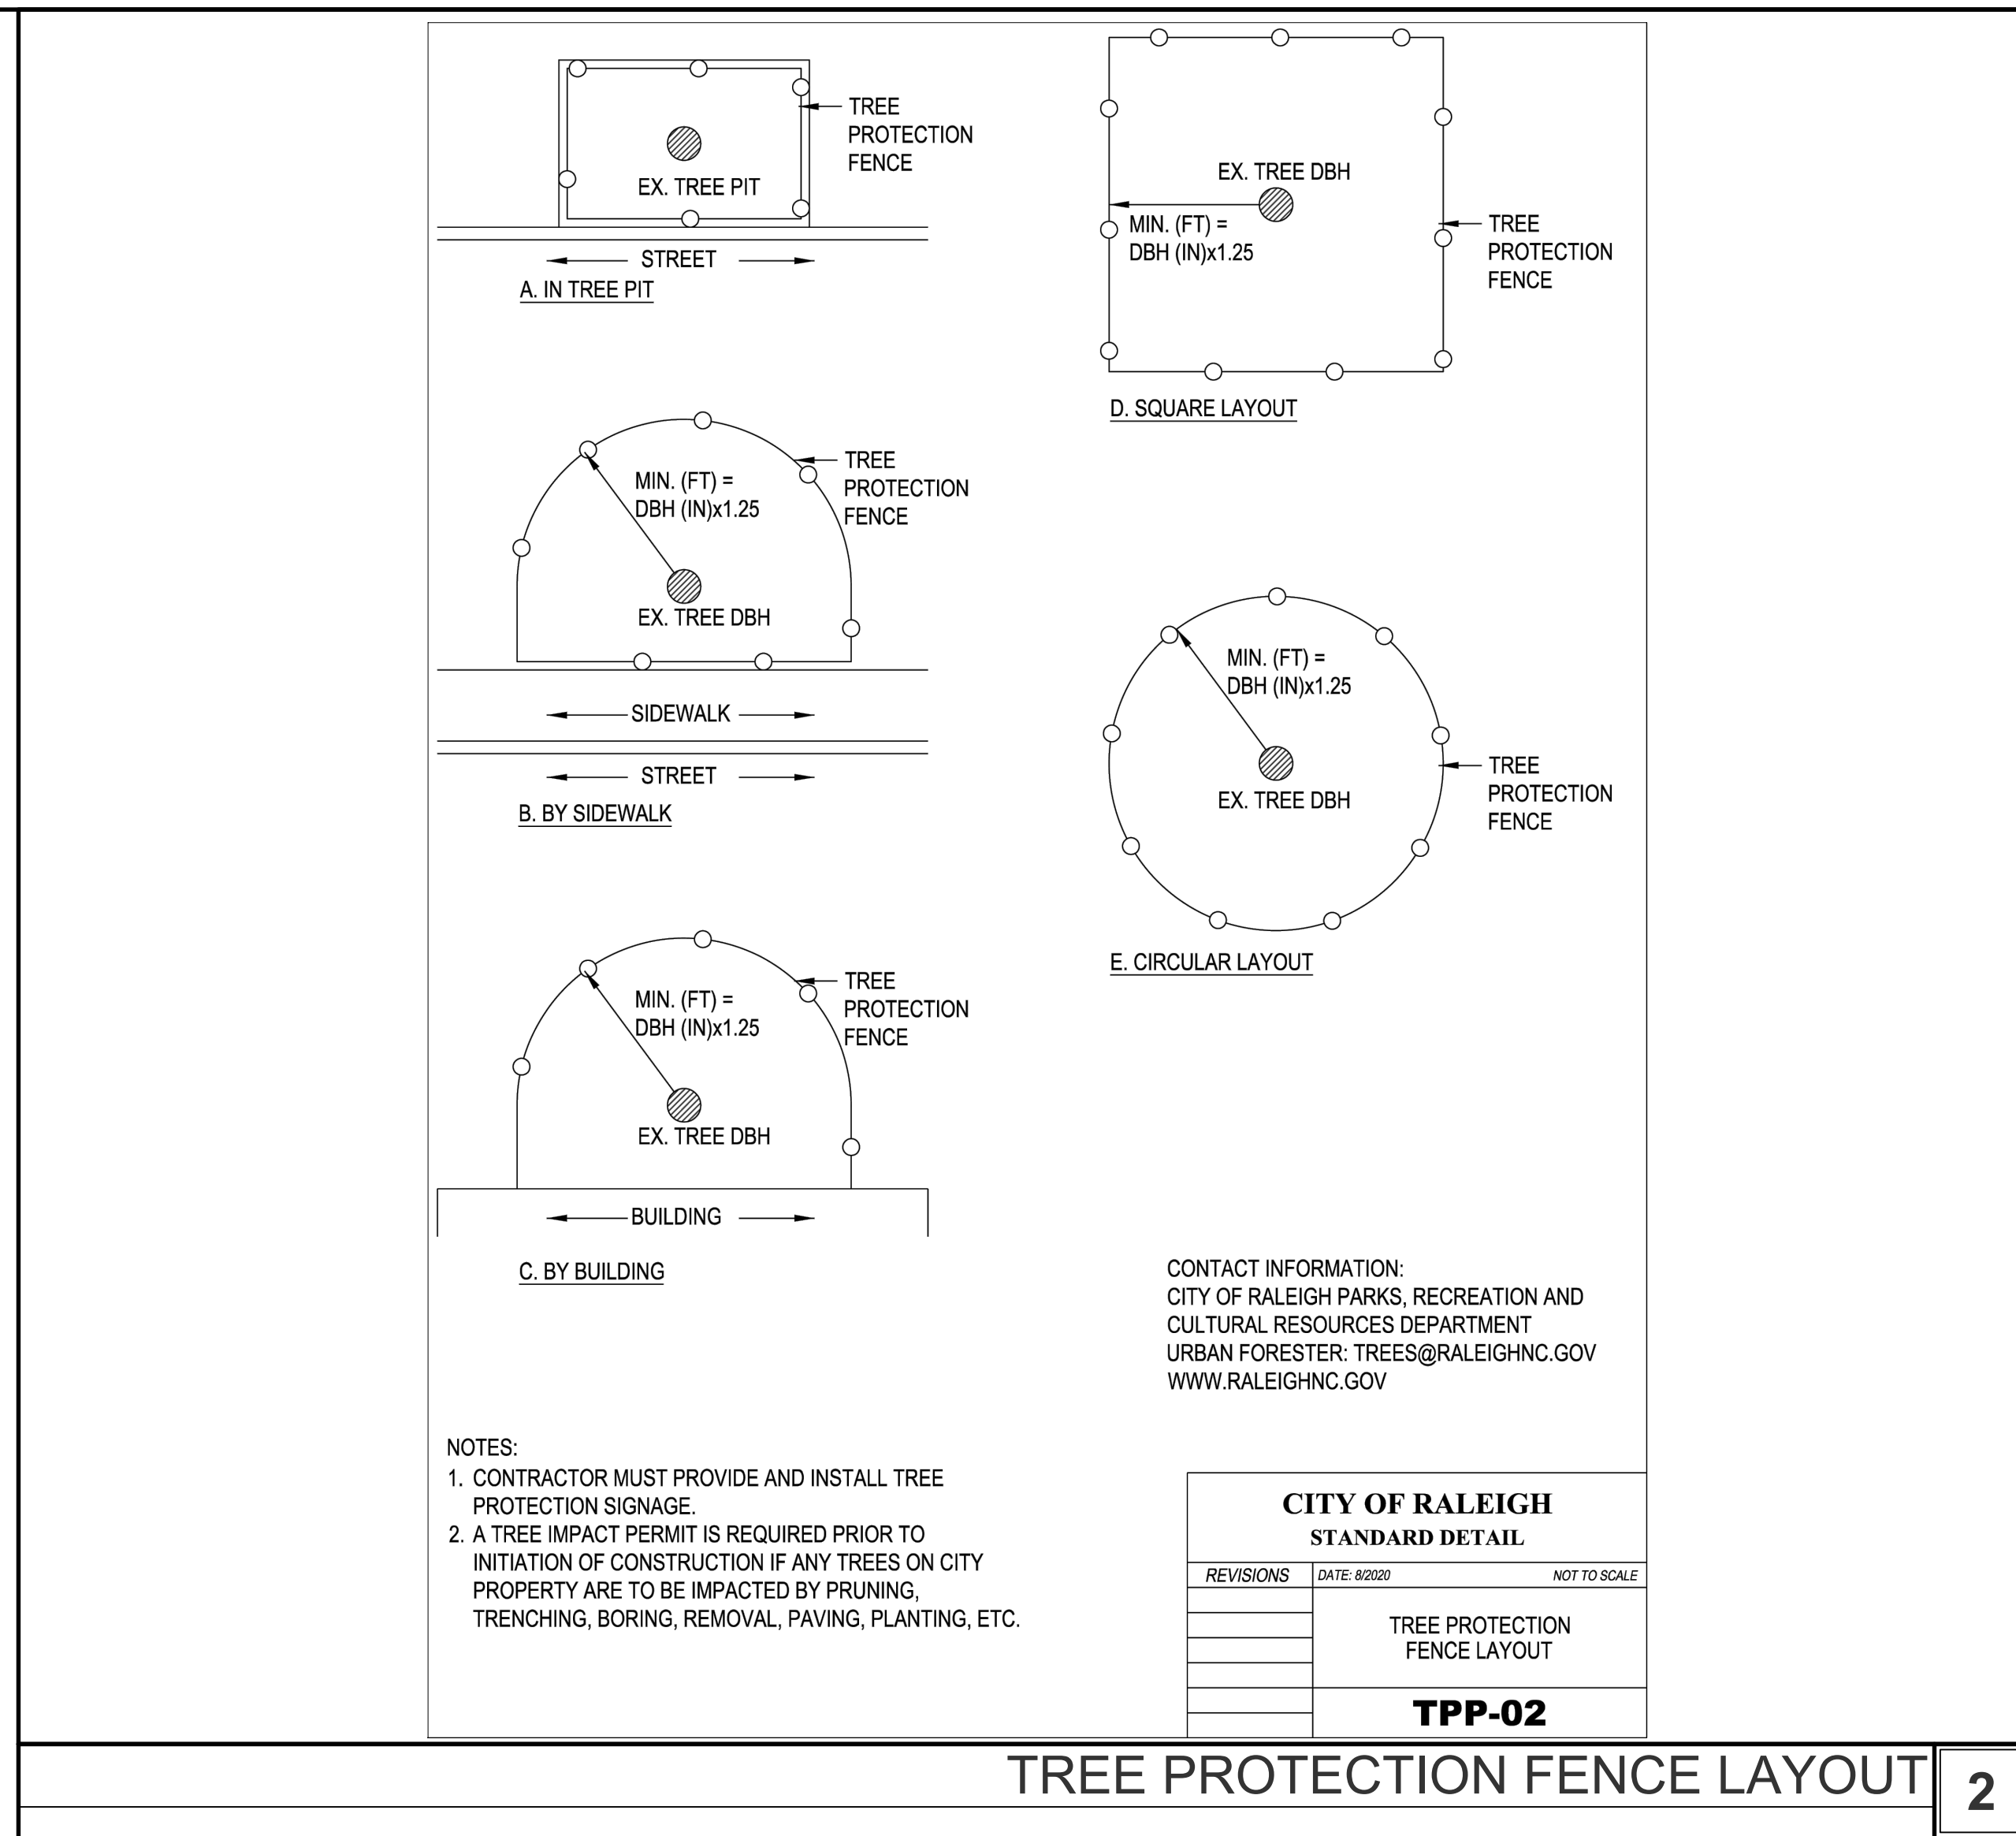 TREE
PROTECTION
FENCE
EX. TREE PIT
STREET
A. IN TREE PIT
MIN. (FT) =
DBH (IN)x1.25
TREE
PROTECTION
FENCE
EX. TREE DBH
SIDEWALK
STREET
B. BY SIDEWALK
MIN. (FT) =
DBH (IN)x1.25
TREE
PROTECTION
FENCE
EX. TREE DBH
BUILDING
C. BY BUILDING
EX. TREE DBH
MIN. (FT) =
DBH (IN)x1.25
TREE
PROTECTION
FENCE
D. SQUARE LAYOUT
MIN. (FT) =
DBH (IN)x1.25
EX. TREE DBH
TREE
PROTECTION
FENCE
E. CIRCULAR LAYOUT
CONTACT INFORMATION:
CITY OF RALEIGH PARKS, RECREATION AND
CULTURAL RESOURCES DEPARTMENT
URBAN FORESTER: TREES@RALEIGHNC.GOV
WWW.RALEIGHNC.GOV
NOTES:
1. CONTRACTOR MUST PROVIDE AND INSTALL TREE
PROTECTION SIGNAGE.
2. A TREE IMPACT PERMIT IS REQUIRED PRIOR TO
INITIATION OF CONSTRUCTION IF ANY TREES ON CITY
PROPERTY ARE TO BE IMPACTED BY PRUNING,
TRENCHING, BORING, REMOVAL, PAVING, PLANTING, ETC.
CITY OF RALEIGH
STANDARD DETAIL
REVISIONS DATE: 8/2020 NOT TO SCALE
TREE PROTECTION
FENCE LAYOUT
TPP-02
TREE PROTECTION FENCE LAYOUT 2